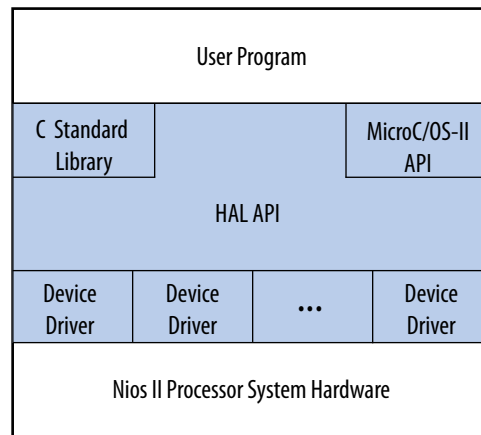 User Program
C Standard
Library
MicroC/OS-II
API
HAL API
Device
Driver
Device
Driver
...
Device
Driver
Nios II Processor System Hardware